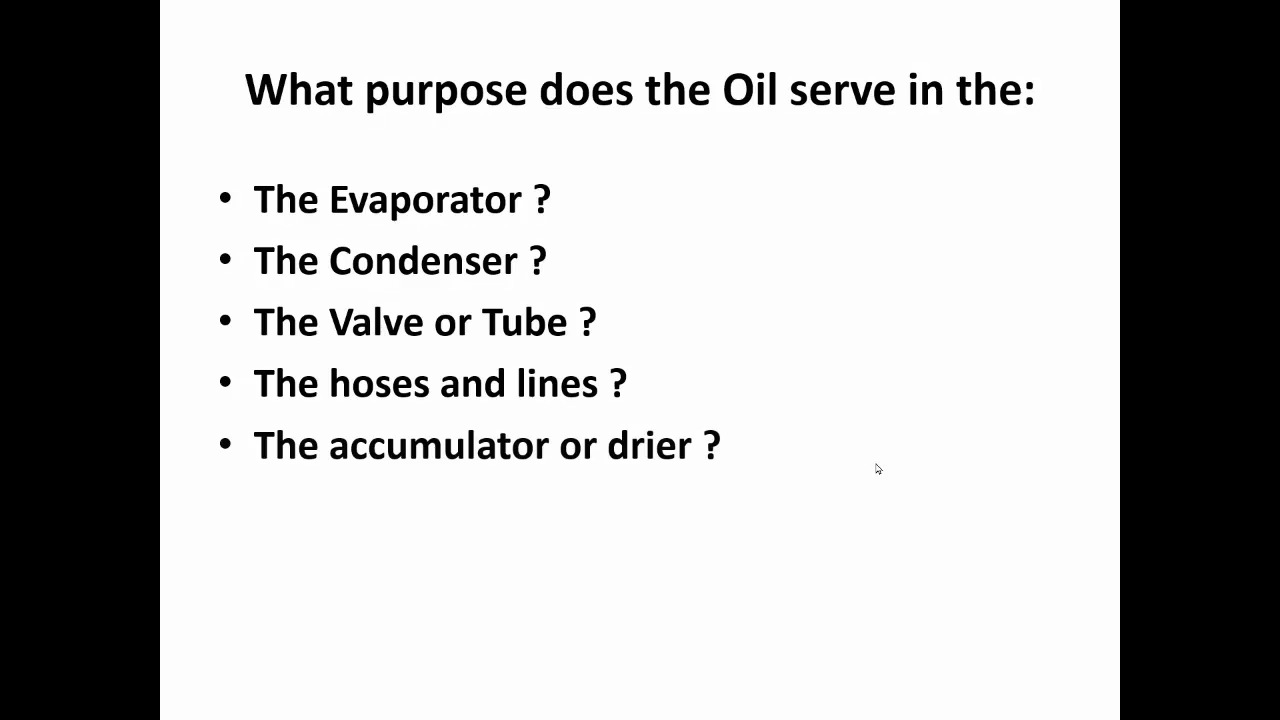 What purpose does the Oil serve in the:
• The Evaporator ?
• The Condenser ?
• The Valve or Tube ?
• The hoses and lines ?
• The accumulator or drier ?